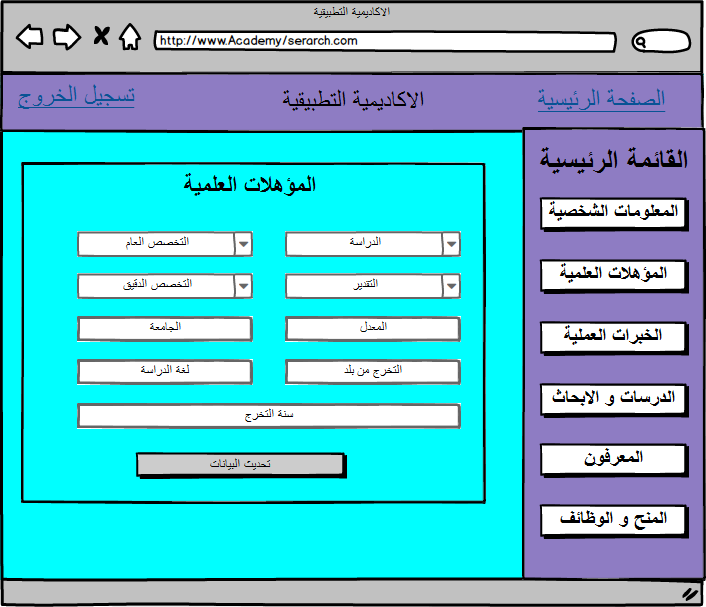 الاكاديمية التطبيقية
http://www.Academy/serarch.com
الصفحة الرئيسية
الاكاديمية التطبيقية
تسجيل الخروج
القائمة الرئيسية
المعلومات الشخصية
المؤهلات العلمية
الخبرات العملية
الدرسات و الابحاث
المعرفون
المنح و الوظائف
المؤهلات العلمية
الدراسة
التخصص العام
التقدير
التخصص الدقيق
المعدل
الجامعة
التخرج من بلد
لغة الدراسة
سنة التخرج
تحديت البيانات